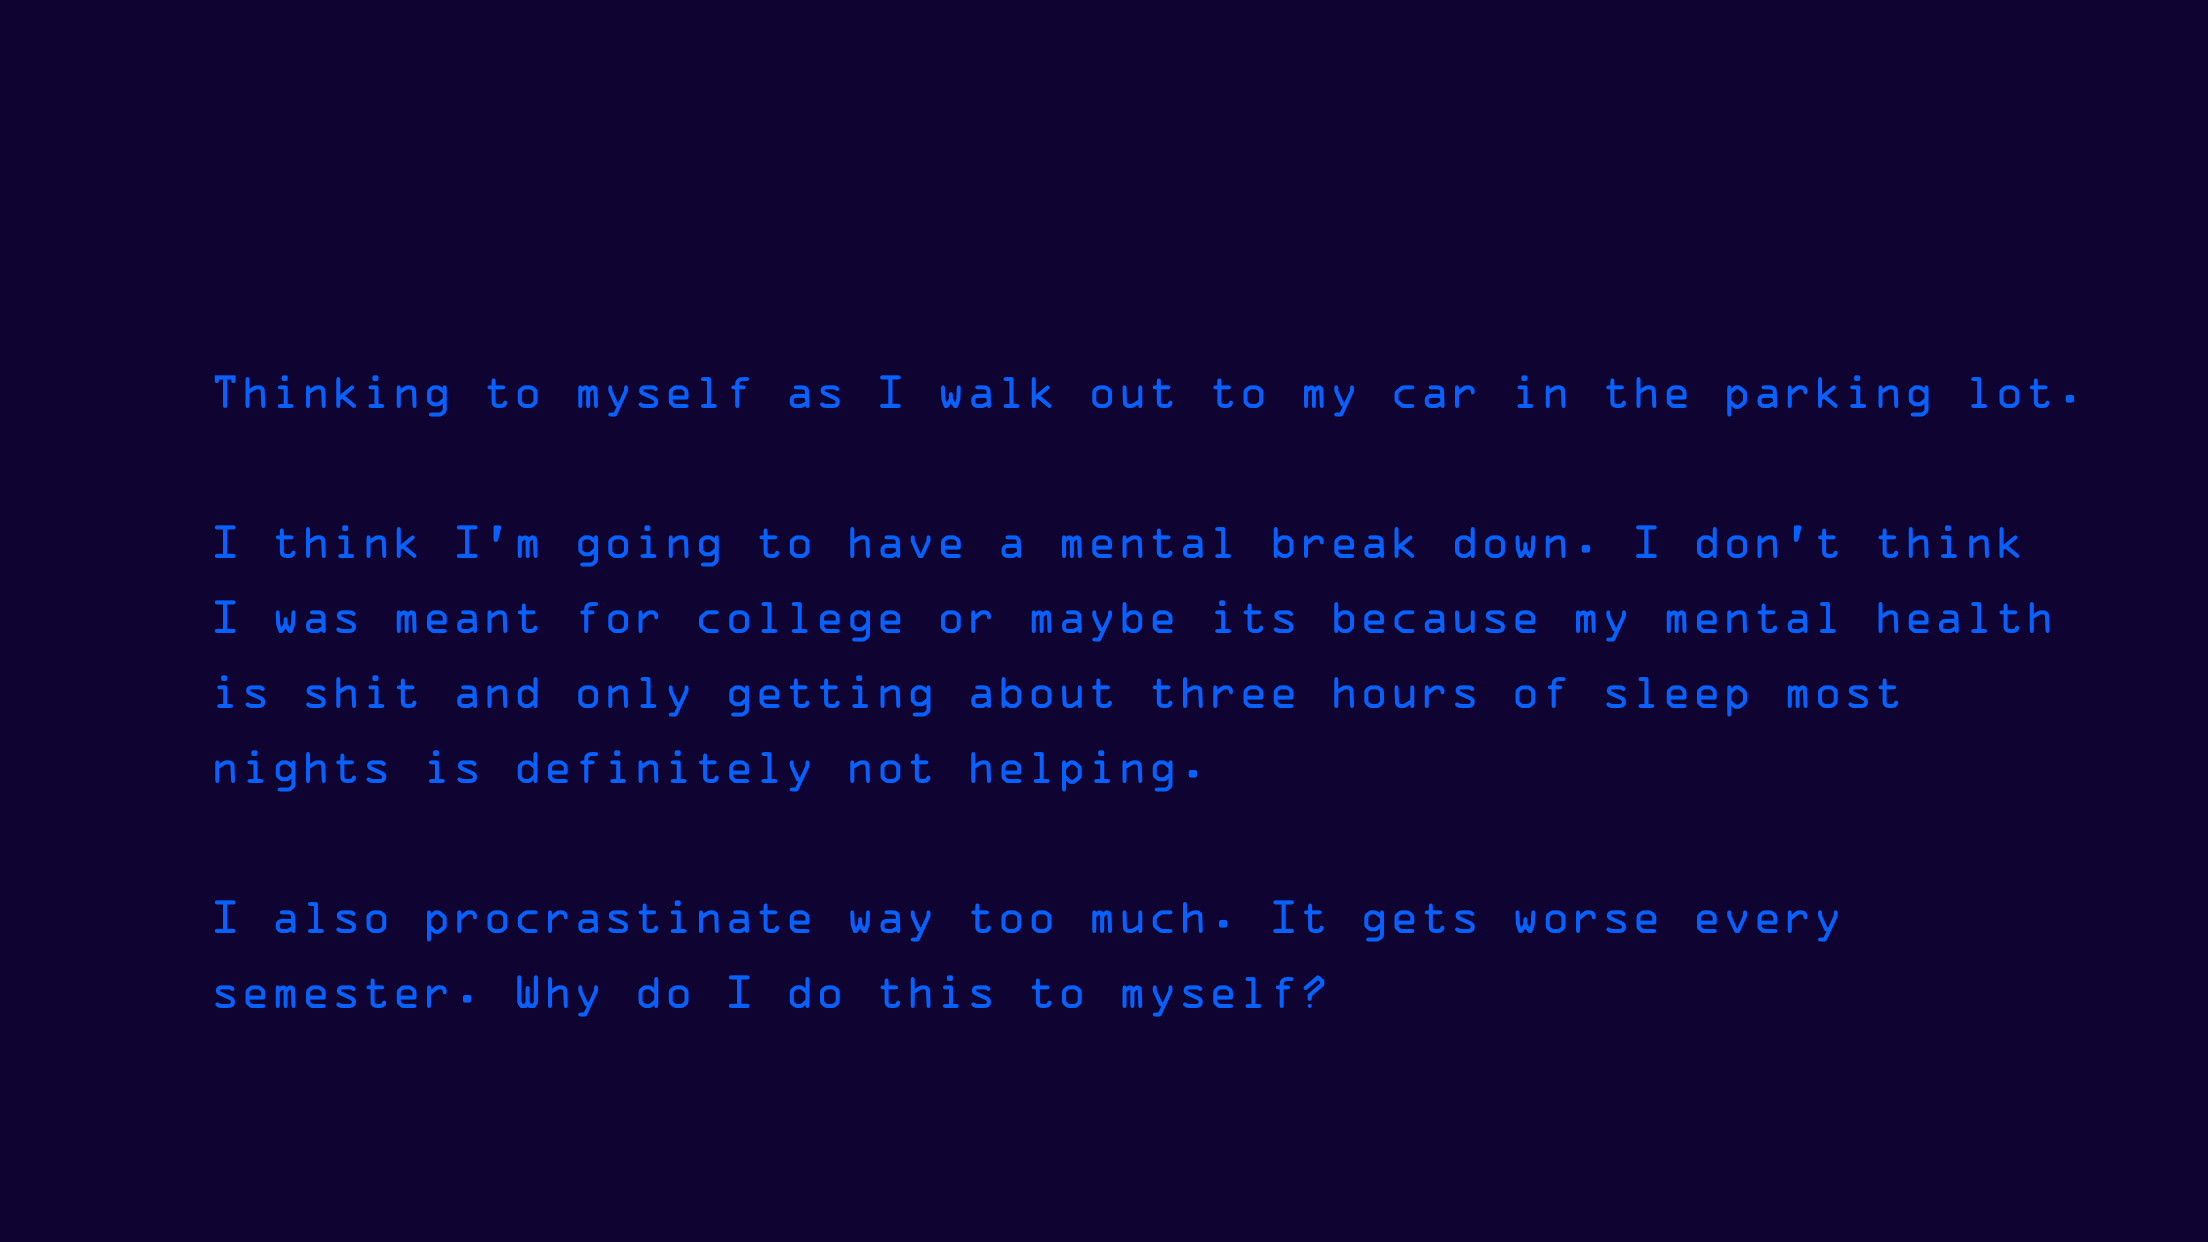 Thinking to myself as I walk out to my car in the parking lot.
I think I'm going to have a mental break down. I don't think
I was meant for college or maybe its because my mental health
is shit and only getting about three hours of sleep most
nights is definitely not helping.
I also procrastinate way too much. It gets worse every
semester. Why do I do this to myself?